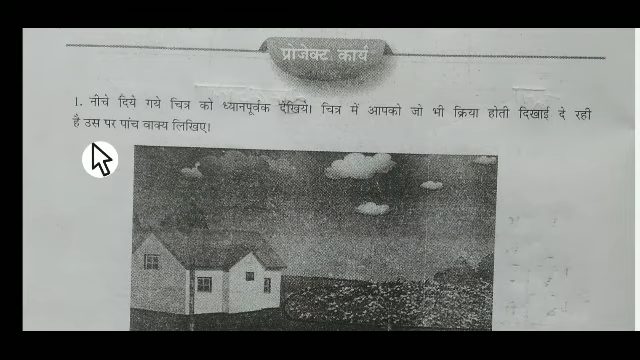 प्रोजेक्ट कार्य
1. नीचे दिये गये चित्र को ध्यानपूर्वक देखिये। चित्र में आपको जो भी क्रिया होती दिखाई दे रही
है उस पर पांच वाक्य लिखिए।